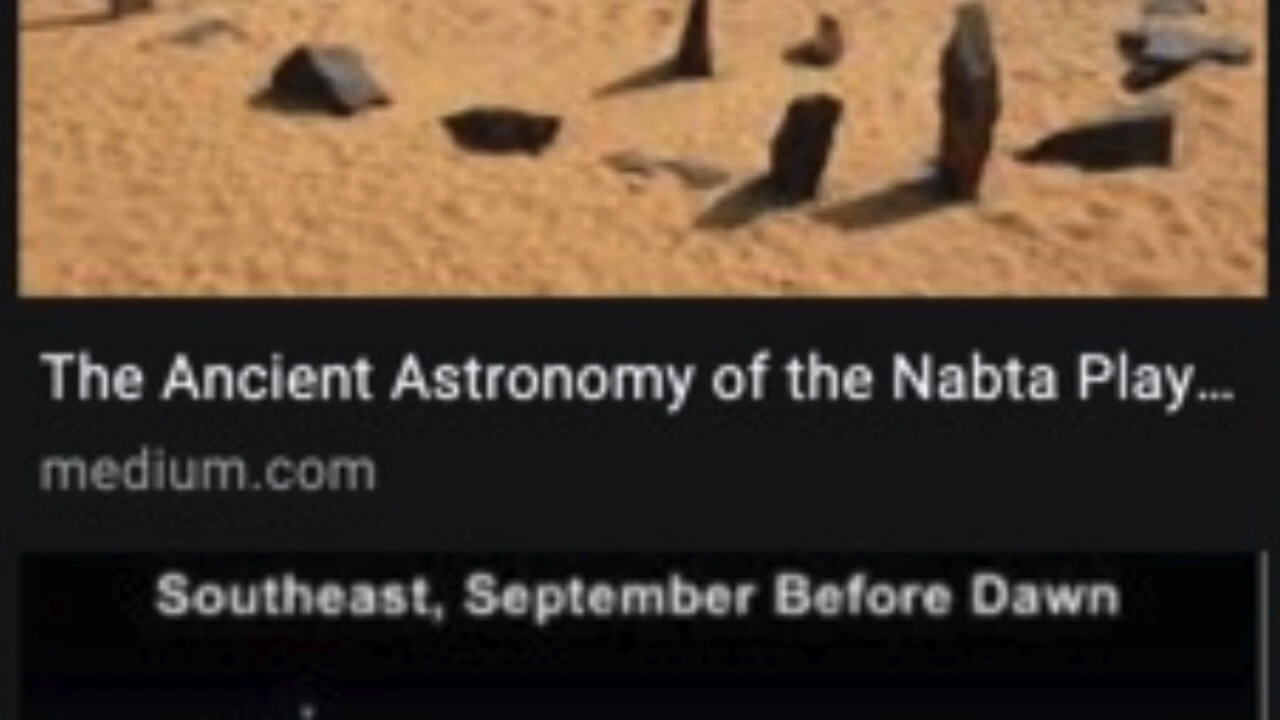 The Ancient Astronomy of the Nabta Play...
medium.com
Southeast, September Before Dawn